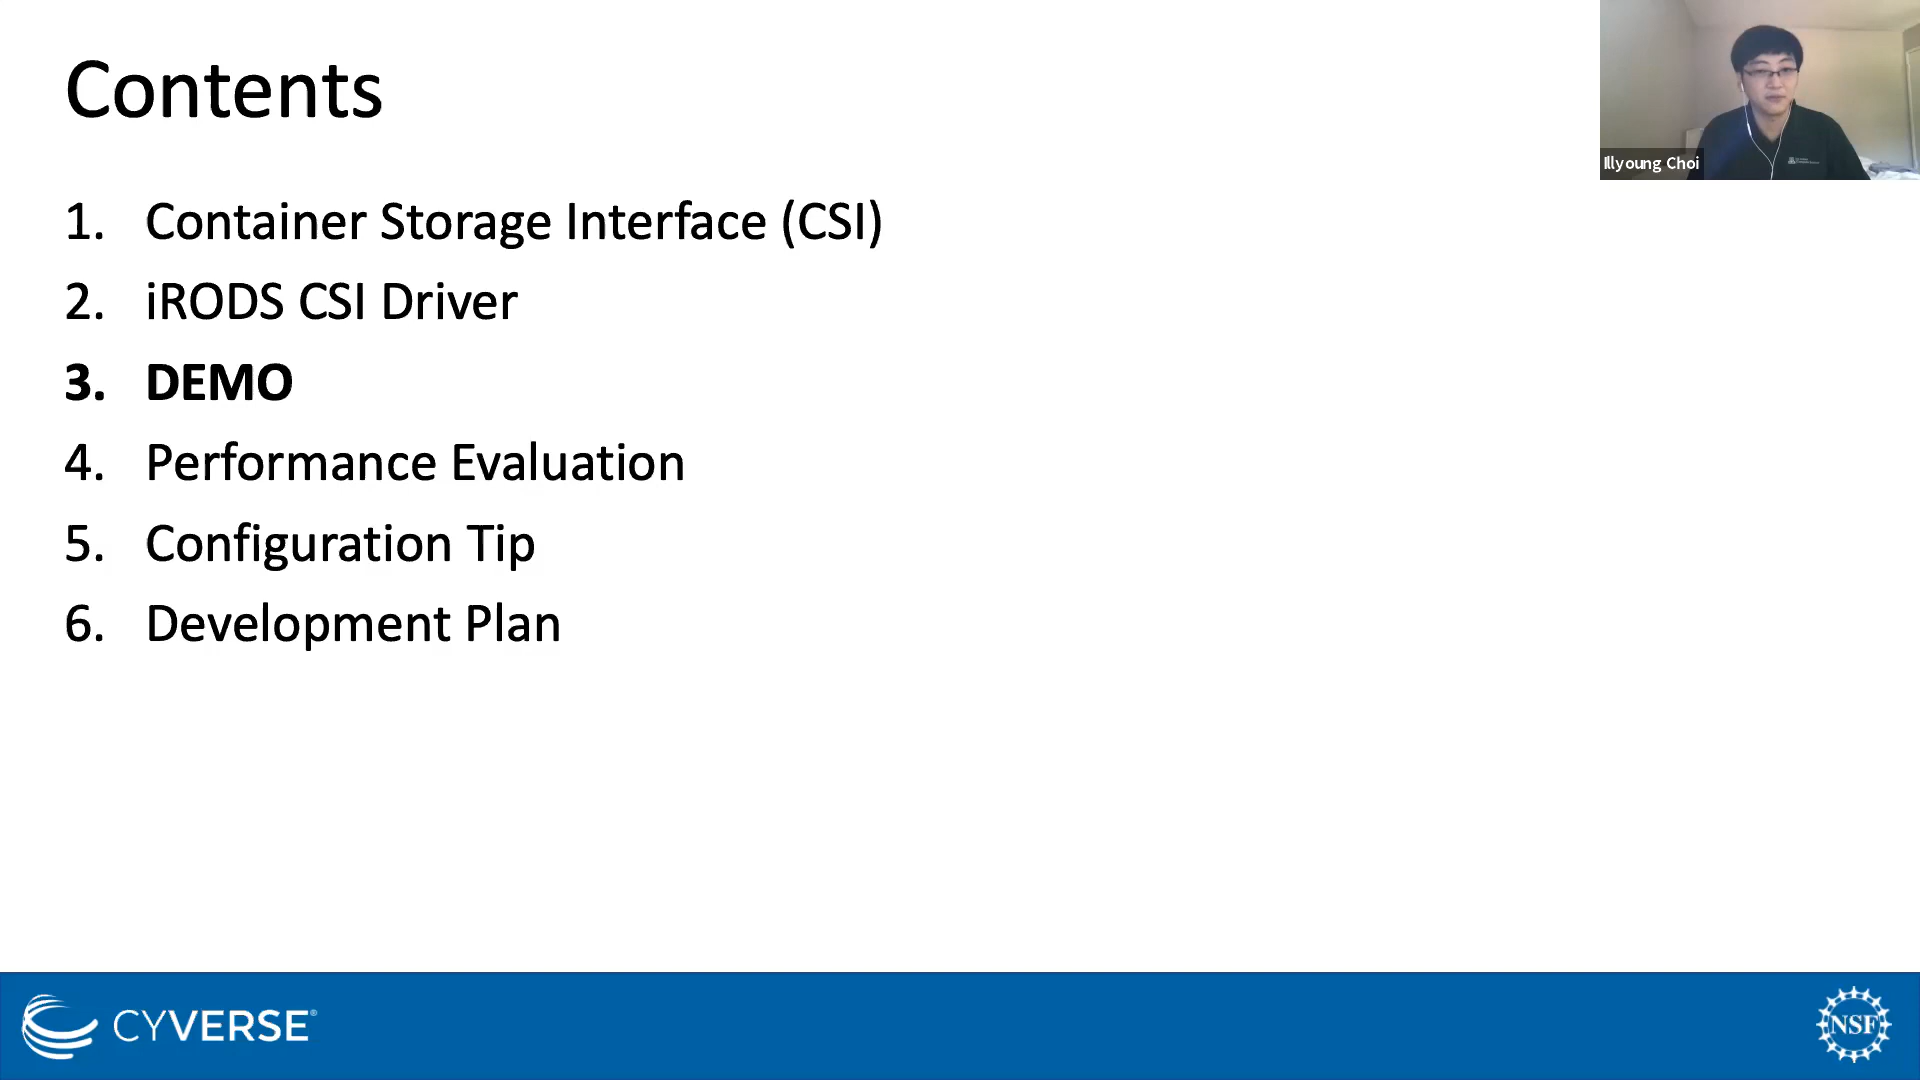 Contents
Illyoung Choi
1. Container Storage Interface (CSI)
2. iRODS CSI Driver
3. DEMO
4. Performance Evaluation
5. Configuration Tip
6. Development Plan
CYVERSE®
NSF